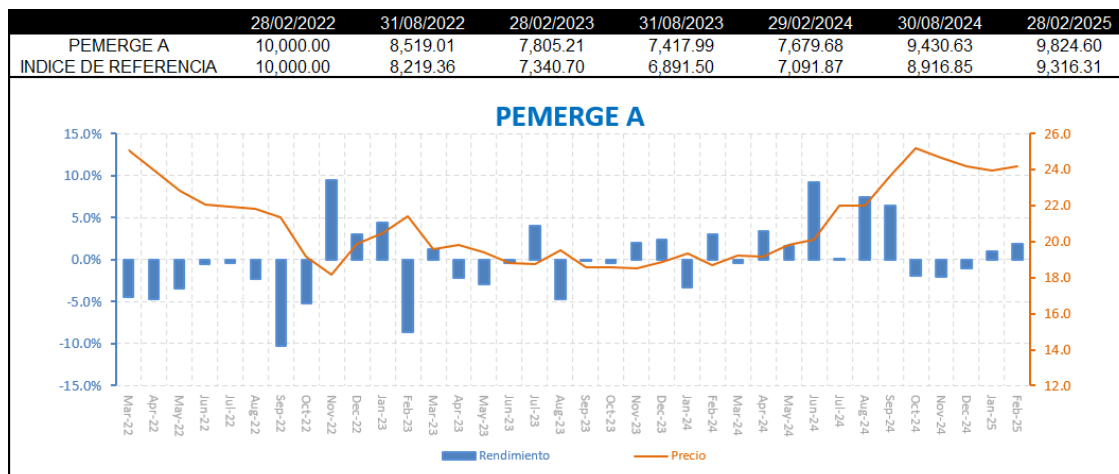 28/02/2022 31/08/2022 28/02/2023 31/08/2023 29/02/2024 30/08/2024 28/02/2025
PEMERGE A 10,000.00 8,519.01 7,805.21 7,417.99 7,679.68 9,430.63 9,824.60
INDICE DE REFERENCIA 10,000.00 8,219.36 7,340.70 6,891.50 7,091.87 8,916.85 9,316.31
PEMERGE A
15.0% 26.0
24.0
10.0%
22.0
5.0%
20.0
0.0%
18.0
-5.0%
16.0
-10.0%
14.0
-15.0% 12.0
Mar-22 Apr-22 May-22 Jun-22 Jul-22 Aug-22 Sep-22 Oct-22 Nov-22 Dec-22 Jan-23 Feb-23 Mar-23 Apr-23 May-23 Jun-23 Jul-23 Aug-23 Sep-23 Oct-23 Nov-23 Dec-23 Jan-24 Feb-24 Mar-24 Apr-24 May-24 Jun-24 Jul-24 Aug-24 Sep-24 Oct-24 Nov-24 Dec-24 Jan-25 Feb-25
Rendimiento Precio